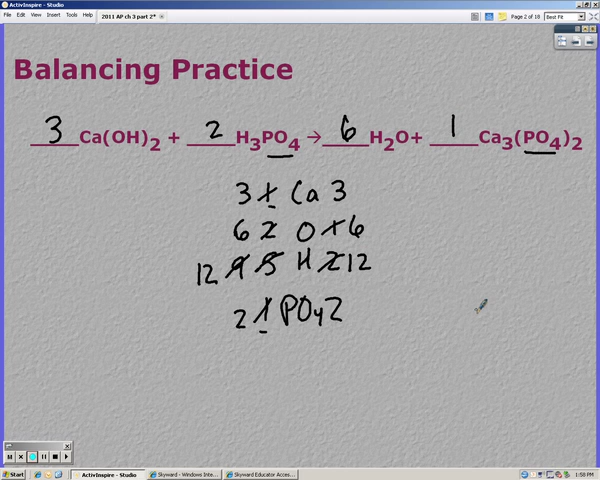 ActivInspire - Studio
File Edit View Insert Tools Help
2011 AP ch 3 part 2*
Page 2 of 18
Best Fit
Balancing Practice
3 Ca(OH)2 + 2 H3PO4 → 6 H2O+ 1 Ca3(PO4)2
3 1 Ca 3
6 2 O 1 6
12 9 5 H 2 12
2 1 PO4 2
Start
ActivInspire - Studio
Skyward - Windows Inte...
Skyward Educator Acces...
1:58 PM